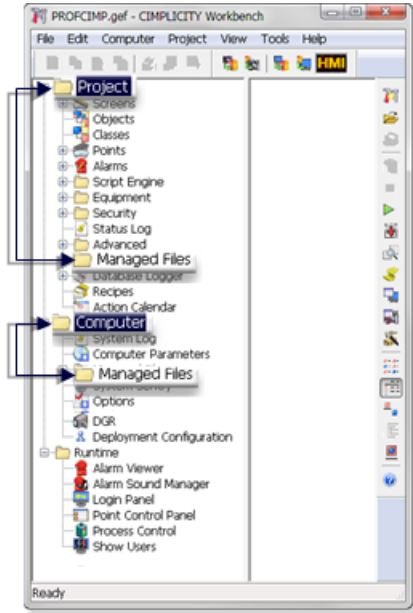 PROFCIMP.gef - CIMPLICITY Workbench
File Edit Computer Project View Tools Help
HMI
Project
Screens
Objects
Classes
Points
Alarms
Script Engine
Equipment
Security
Status Log
Advanced
Managed Files
Database Logger
Recipes
Action Calendar
Computer
System Log
Computer Parameters
Managed Files
System Sentry
Options
DGR
Deployment Configuration
Runtime
Alarm Viewer
Alarm Sound Manager
Login Panel
Point Control Panel
Process Control
Show Users
Ready